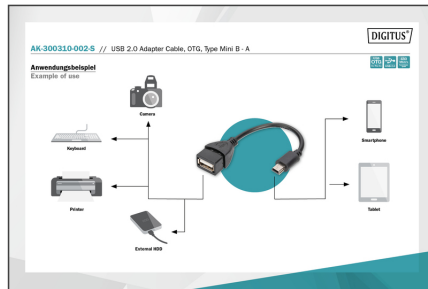 DIGITUS®
AK-300310-002-S // USB 2.0 Adapter Cable, OTG, Type Mini B - A
Anwendungsbeispiel
Example of use
OTG
Camera
Keyboard
Smartphone
Printer
Tablet
External HDD